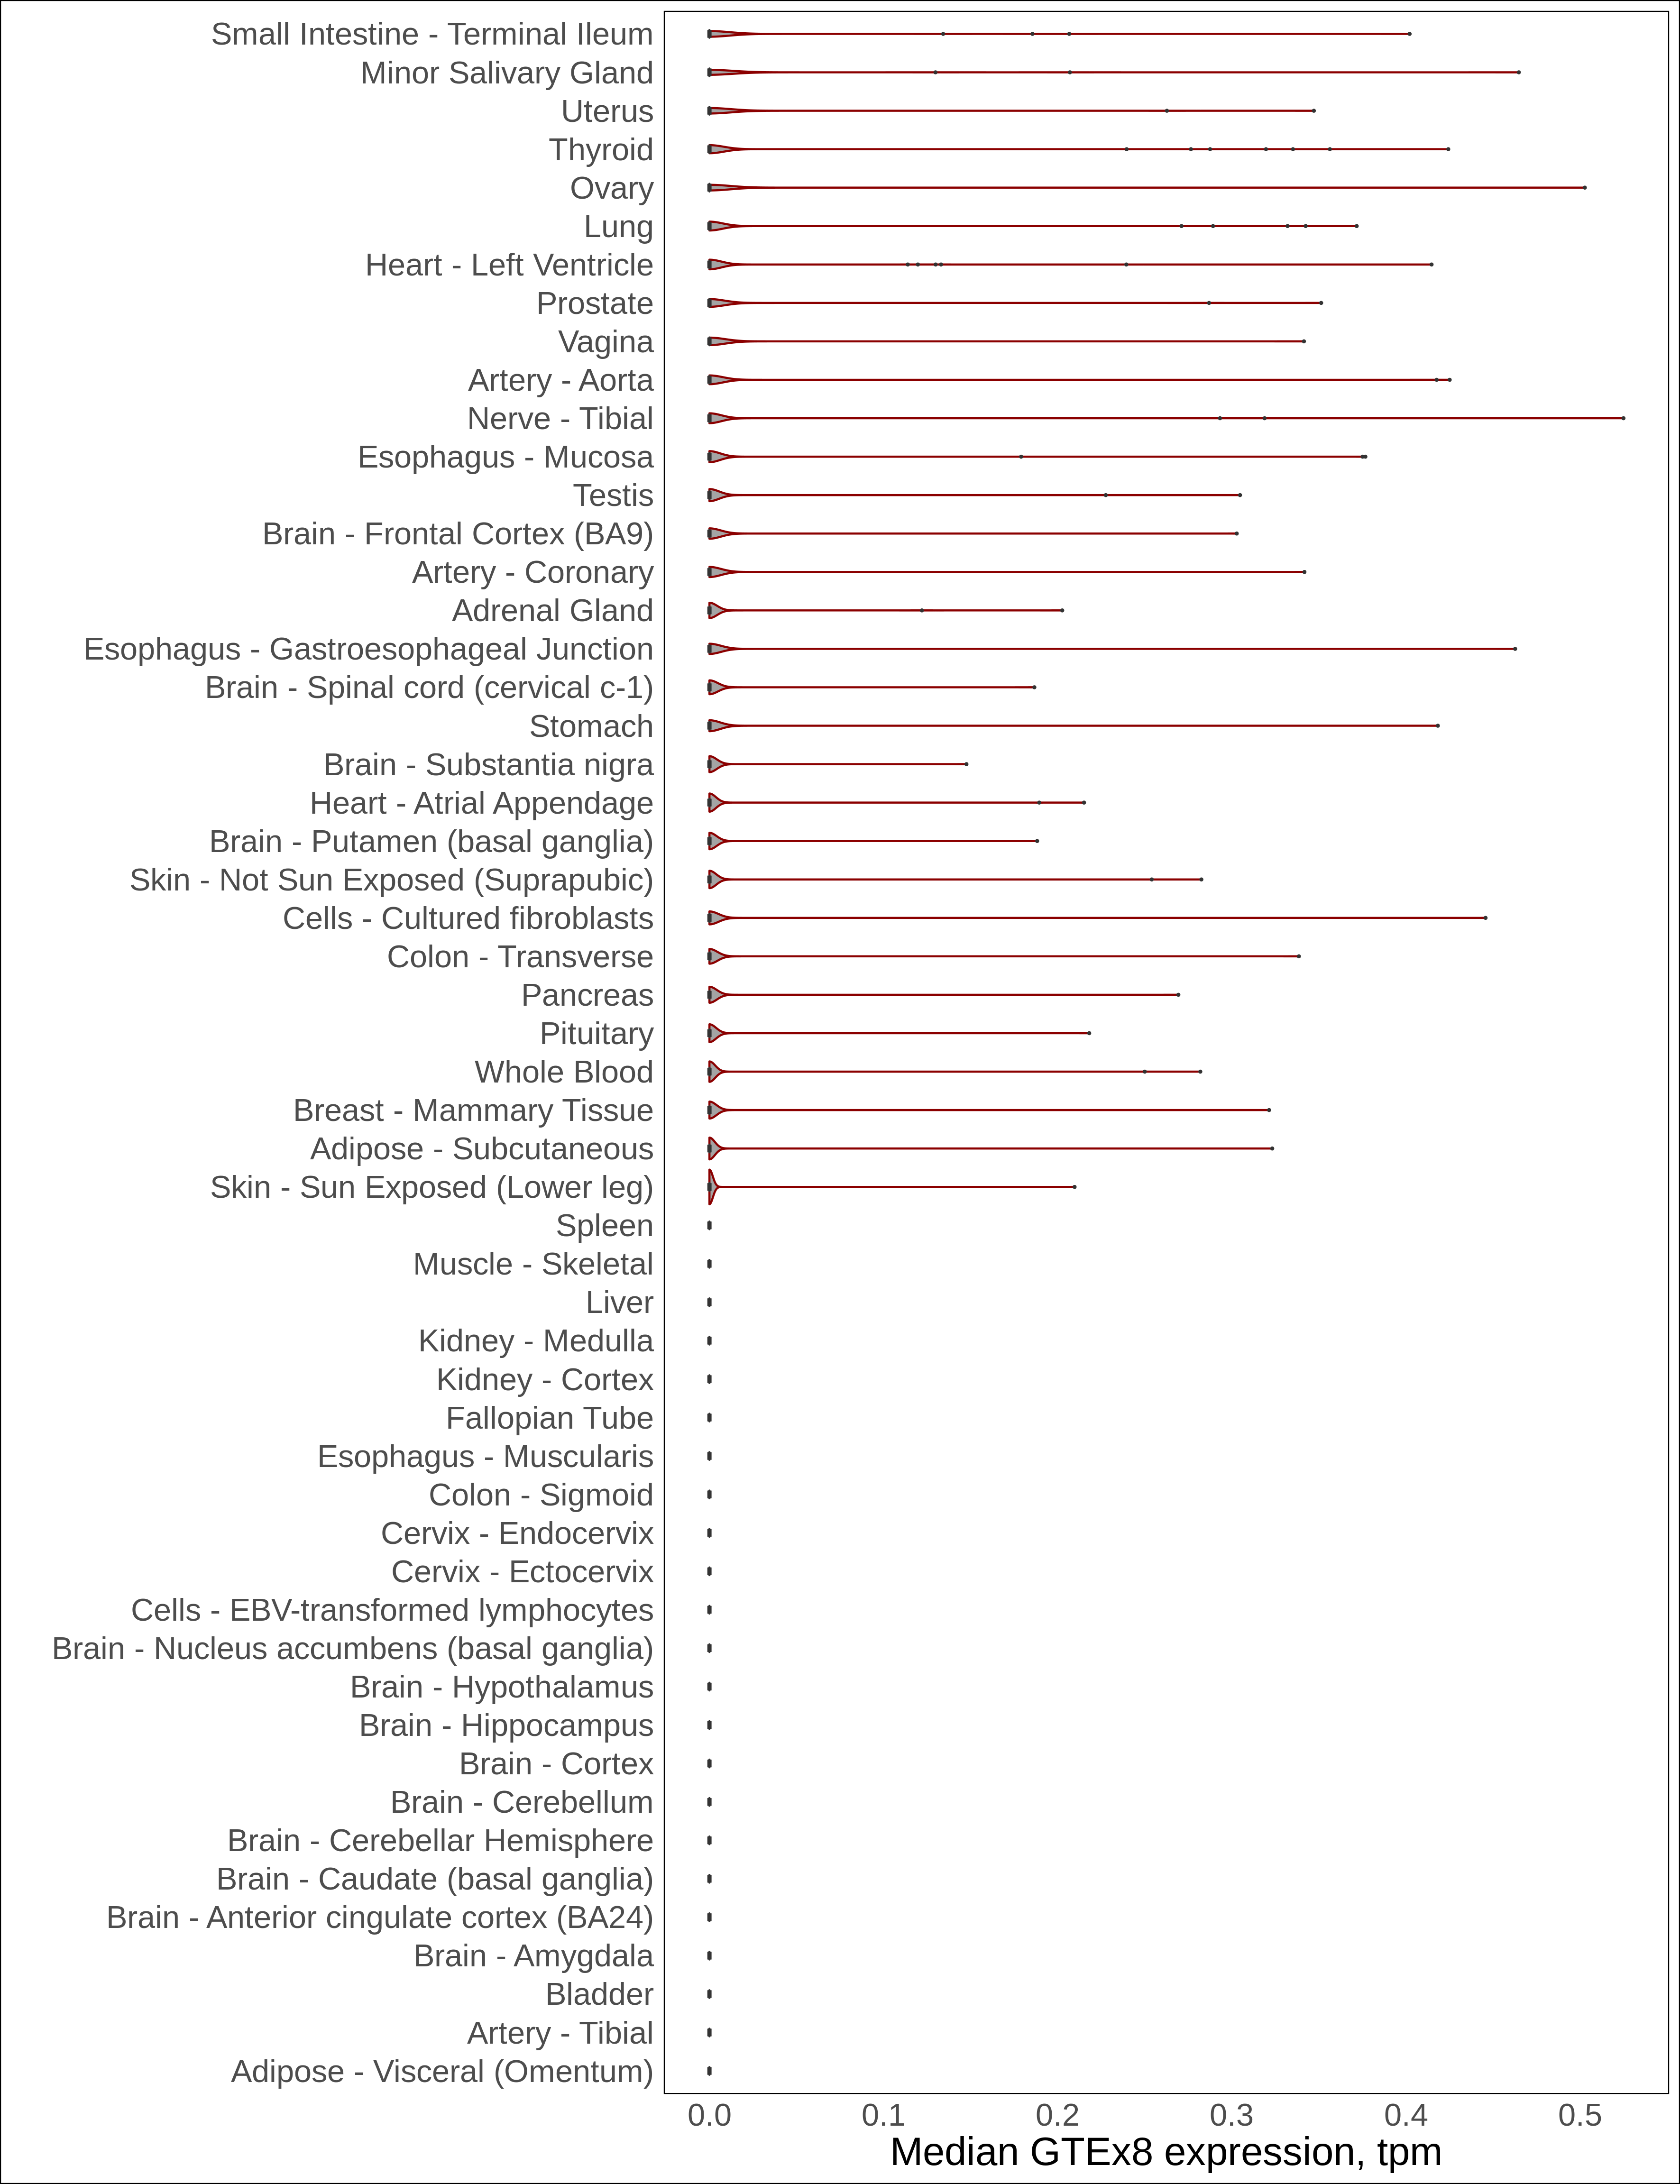 Small Intestine - Terminal Ileum
Minor Salivary Gland
Uterus
Thyroid
Ovary
Lung
Heart - Left Ventricle
Prostate
Vagina
Artery - Aorta
Nerve - Tibial
Esophagus - Mucosa
Testis
Brain - Frontal Cortex (BA9)
Artery - Coronary
Adrenal Gland
Esophagus - Gastroesophageal Junction
Brain - Spinal cord (cervical c-1)
Stomach
Brain - Substantia nigra
Heart - Atrial Appendage
Brain - Putamen (basal ganglia)
Skin - Not Sun Exposed (Suprapubic)
Cells - Cultured fibroblasts
Colon - Transverse
Pancreas
Pituitary
Whole Blood
Breast - Mammary Tissue
Adipose - Subcutaneous
Skin - Sun Exposed (Lower leg)
Spleen
Muscle - Skeletal
Liver
Kidney - Medulla
Kidney - Cortex
Fallopian Tube
Esophagus - Muscularis
Colon - Sigmoid
Cervix - Endocervix
Cervix - Ectocervix
Cells - EBV-transformed lymphocytes
Brain - Nucleus accumbens (basal ganglia)
Brain - Hypothalamus
Brain - Hippocampus
Brain - Cortex
Brain - Cerebellum
Brain - Cerebellar Hemisphere
Brain - Caudate (basal ganglia)
Brain - Anterior cingulate cortex (BA24)
Brain - Amygdala
Bladder
Artery - Tibial
Adipose - Visceral (Omentum)
0.0 0.1 0.2 0.3 0.4 0.5
Median GTEx8 expression, tpm